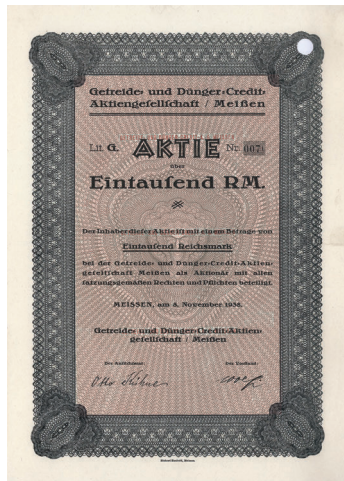 Getreide- und Dünger-Credit-
Aktiengesellschaft / Meißen
Lit. G. AKTIE Nr. 0071
über
Eintausend RM.
Der Inhaber dieser Aktie ist mit einem Betrage von
Eintausend Reichsmark
bei der Getreide- und Dünger-Credit-Aktien-
gesellschaft Meißen als Aktionär mit allen
satzungsgemäßen Rechten und Pflichten beteiligt.
MEISSEN, am 8. November 1936.
Getreide- und Dünger-Credit-Aktien-
gesellschaft / Meißen
Der Aufsichtsrat: Der Vorstand:
Otto Kühne